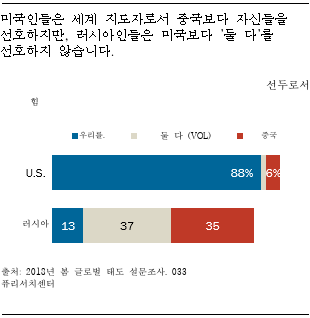 미국인들은 세계 지도자로서 중국보다 자신들을
선호하지만, 러시아인들은 미국보다 '둘 다'를
선호하지 않습니다.
선두로서
힘
우리를. 둘 다 (VOL) 중국
U.S. 88% 6%
러시아 13 37 35
출처: 2018년 봄 글로벌 태도 설문조사. Q33
퓨리서치센터